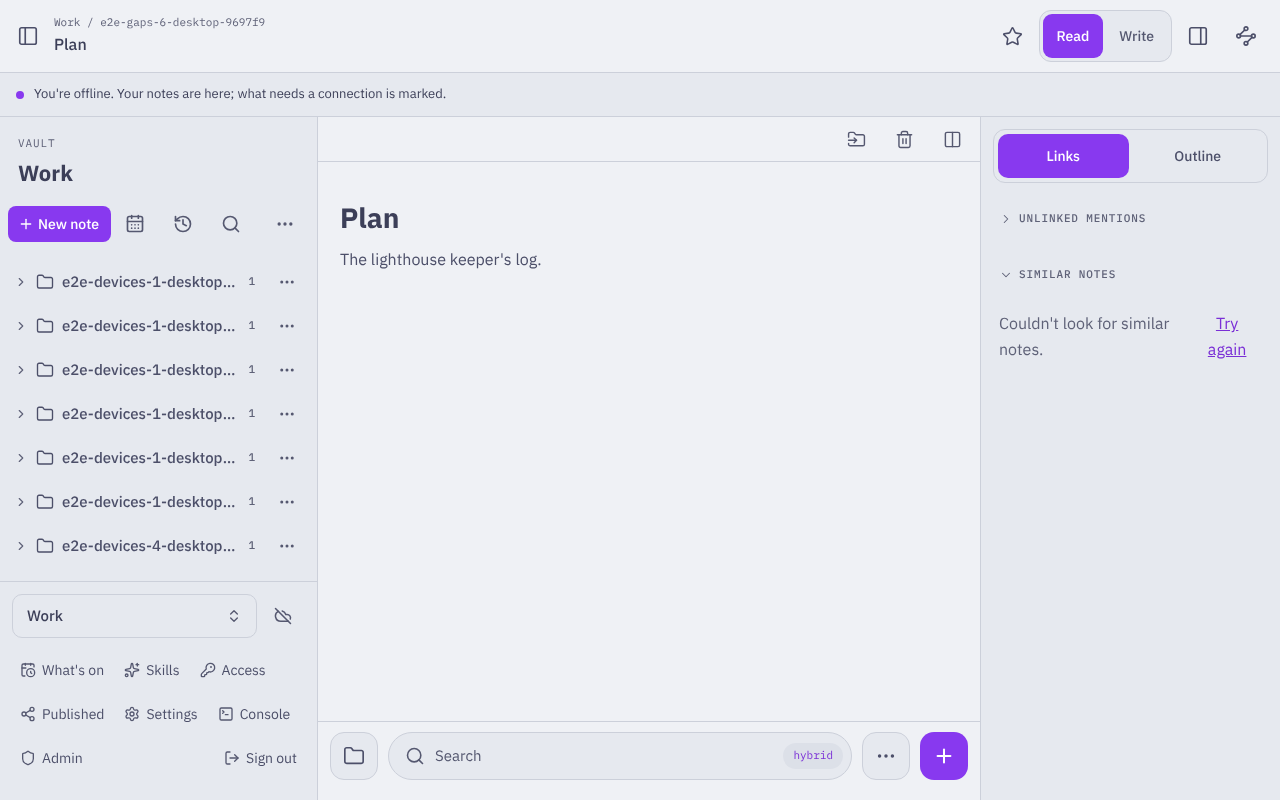 Work / e2e-gaps-6-desktop-9697f9
Plan
Read
Write
You're offline. Your notes are here; what needs a connection is marked.
VAULT
Work
New note
e2e-devices-1-desktop... 1
e2e-devices-1-desktop... 1
e2e-devices-1-desktop... 1
e2e-devices-1-desktop... 1
e2e-devices-1-desktop... 1
e2e-devices-1-desktop... 1
e2e-devices-4-desktop... 1
Work
What's on
Skills
Access
Published
Settings
Console
Admin
Sign out
Plan
The lighthouse keeper's log.
Search
hybrid
Links
Outline
UNLINKED MENTIONS
SIMILAR NOTES
Couldn't look for similar
notes.
Try
again